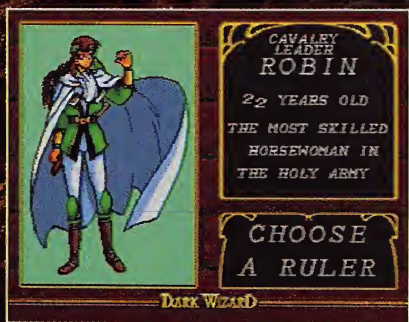 CAVALRY
LEADER
ROBIN
22 YEARS OLD
THE MOST SKILLED
HORSEWOMAN IN
THE HOLY ARMY
CHOOSE
A RULER
DARK WIZARD